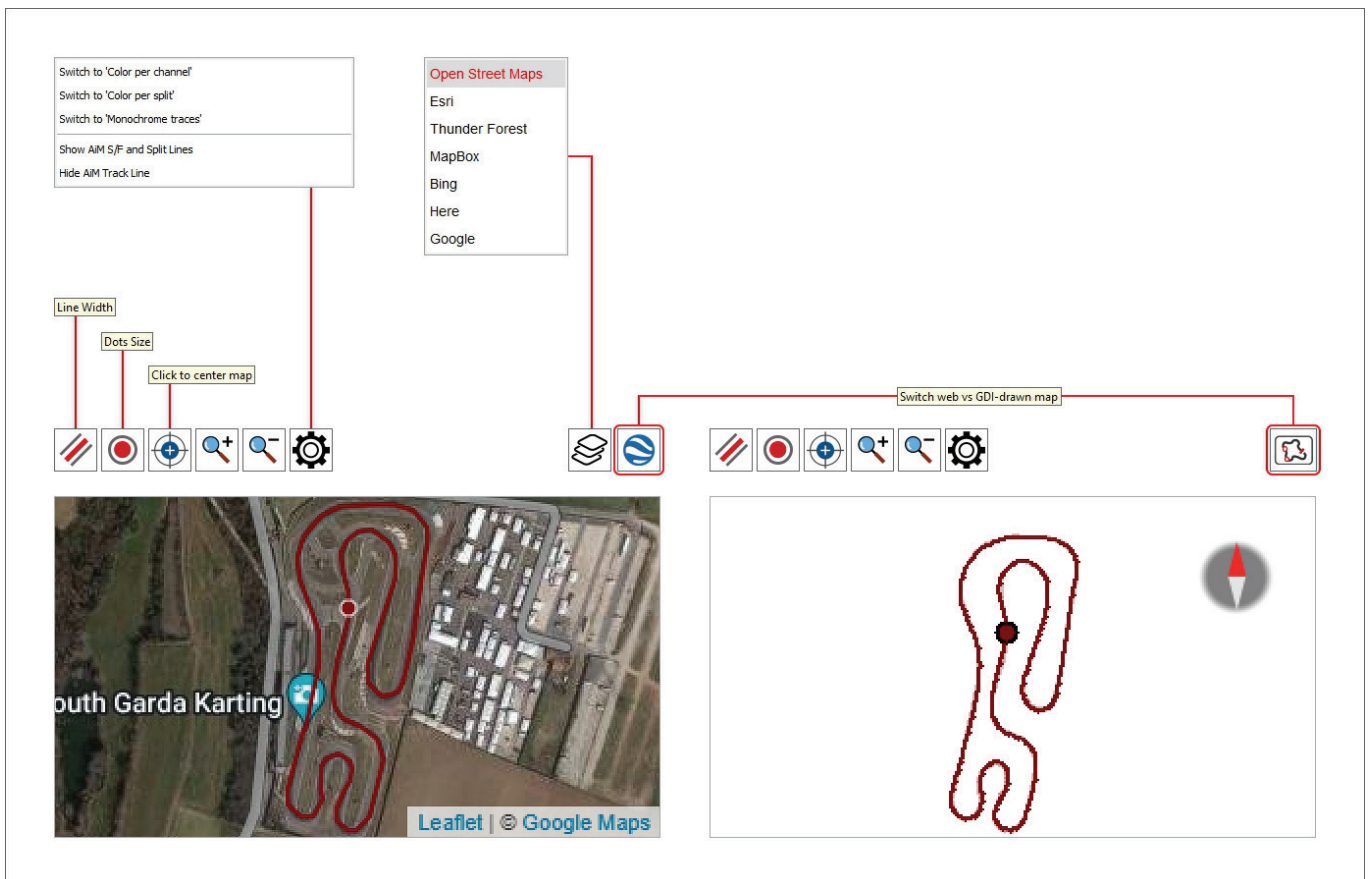 Switch to 'Color per channel'
Switch to 'Color per split'
Switch to 'Monochrome traces'
Show AiM S/F and Split Lines
Hide AiM Track Line
Open Street Maps
Esri
Thunder Forest
MapBox
Bing
Here
Google
Line Width
Dots Size
Click to center map
Switch web vs GDI-drawn map
outh Garda Karting
Leaflet | © Google Maps